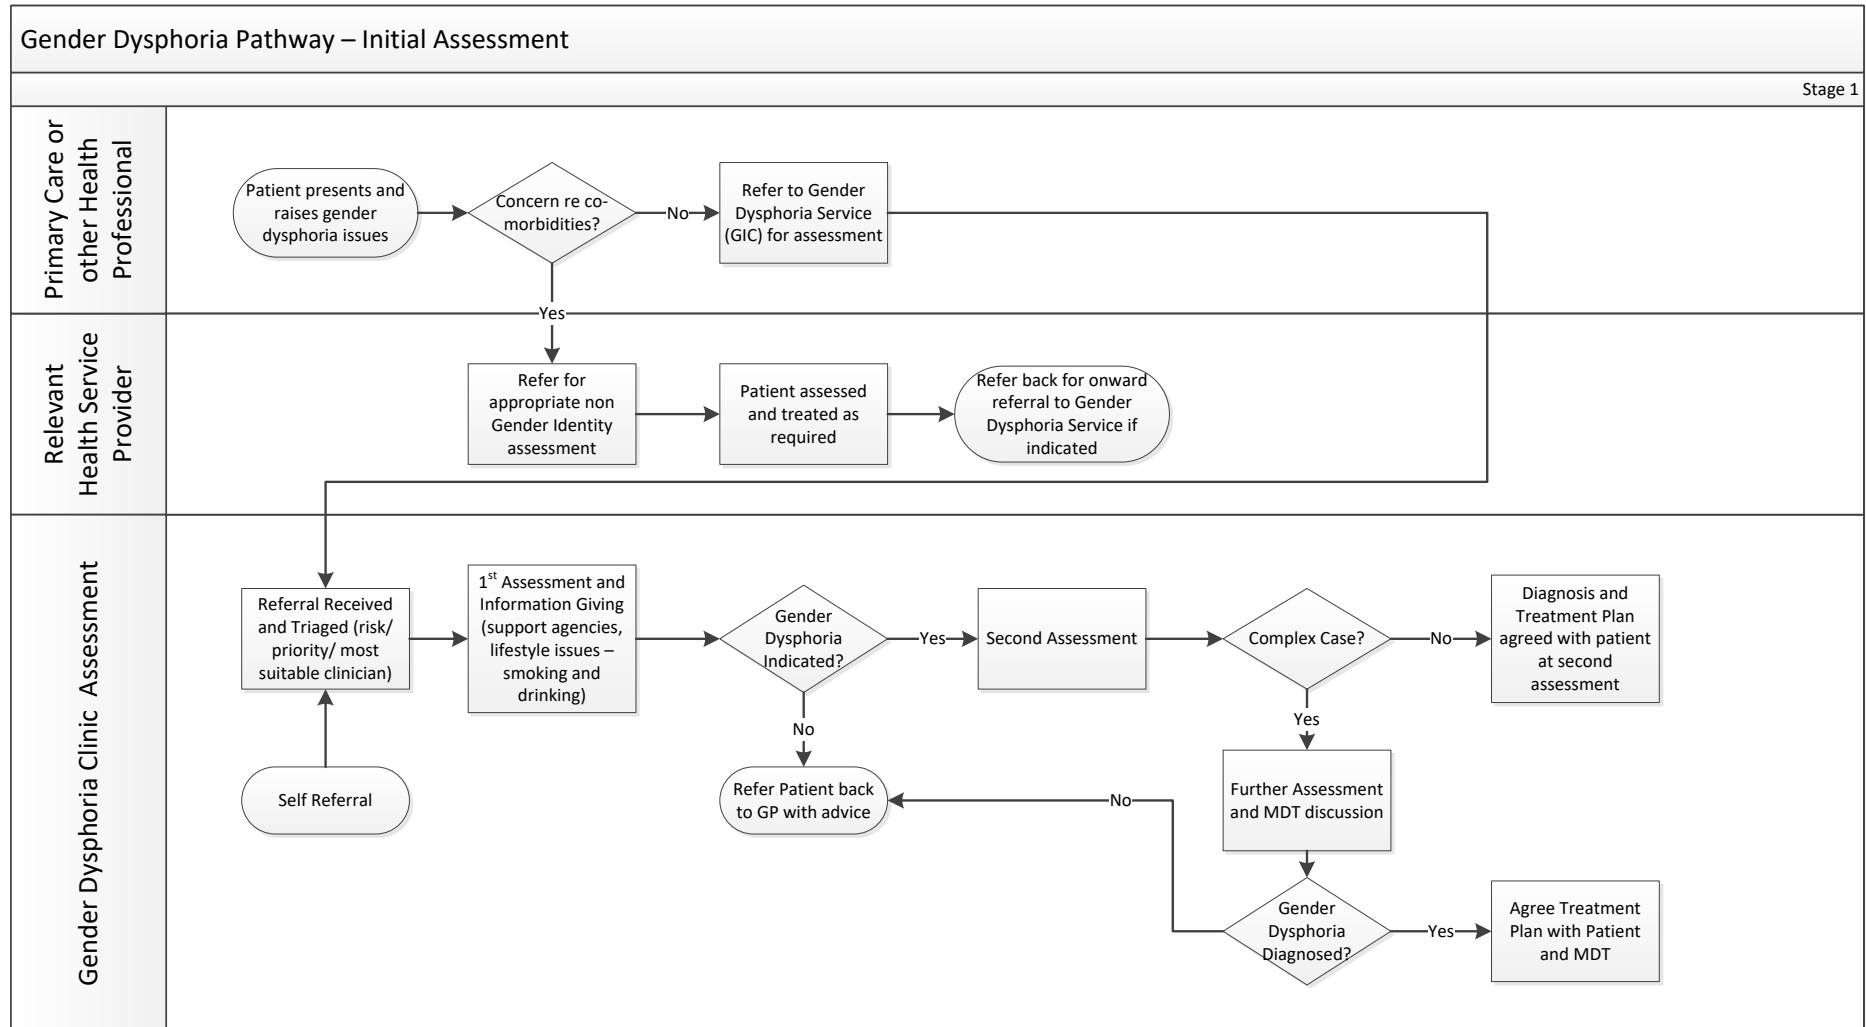 Gender Dysphoria Pathway – Initial Assessment
Stage 1
Primary Care or
other Health
Professional
Patient presents and
raises gender
dysphoria issues
Concern re co-
morbidities?
No
Refer to Gender
Dysphoria Service
(GIC) for assessment
Yes
Relevant
Health Service
Provider
Refer for
appropriate non
Gender Identity
assessment
Patient assessed
and treated as
required
Refer back for onward
referral to Gender
Dysphoria Service if
indicated
Gender Dysphoria Clinic Assessment
Referral Received
and Triaged (risk/
priority/ most
suitable clinician)
1st Assessment and
Information Giving
(support agencies,
lifestyle issues –
smoking and
drinking)
Gender
Dysphoria
Indicated?
Yes
Second Assessment
Complex Case?
No
Diagnosis and
Treatment Plan
agreed with patient
at second
assessment
No
Yes
Self Referral
Refer Patient back
to GP with advice
No
Further Assessment
and MDT discussion
Gender
Dysphoria
Diagnosed?
Yes
Agree Treatment
Plan with Patient
and MDT